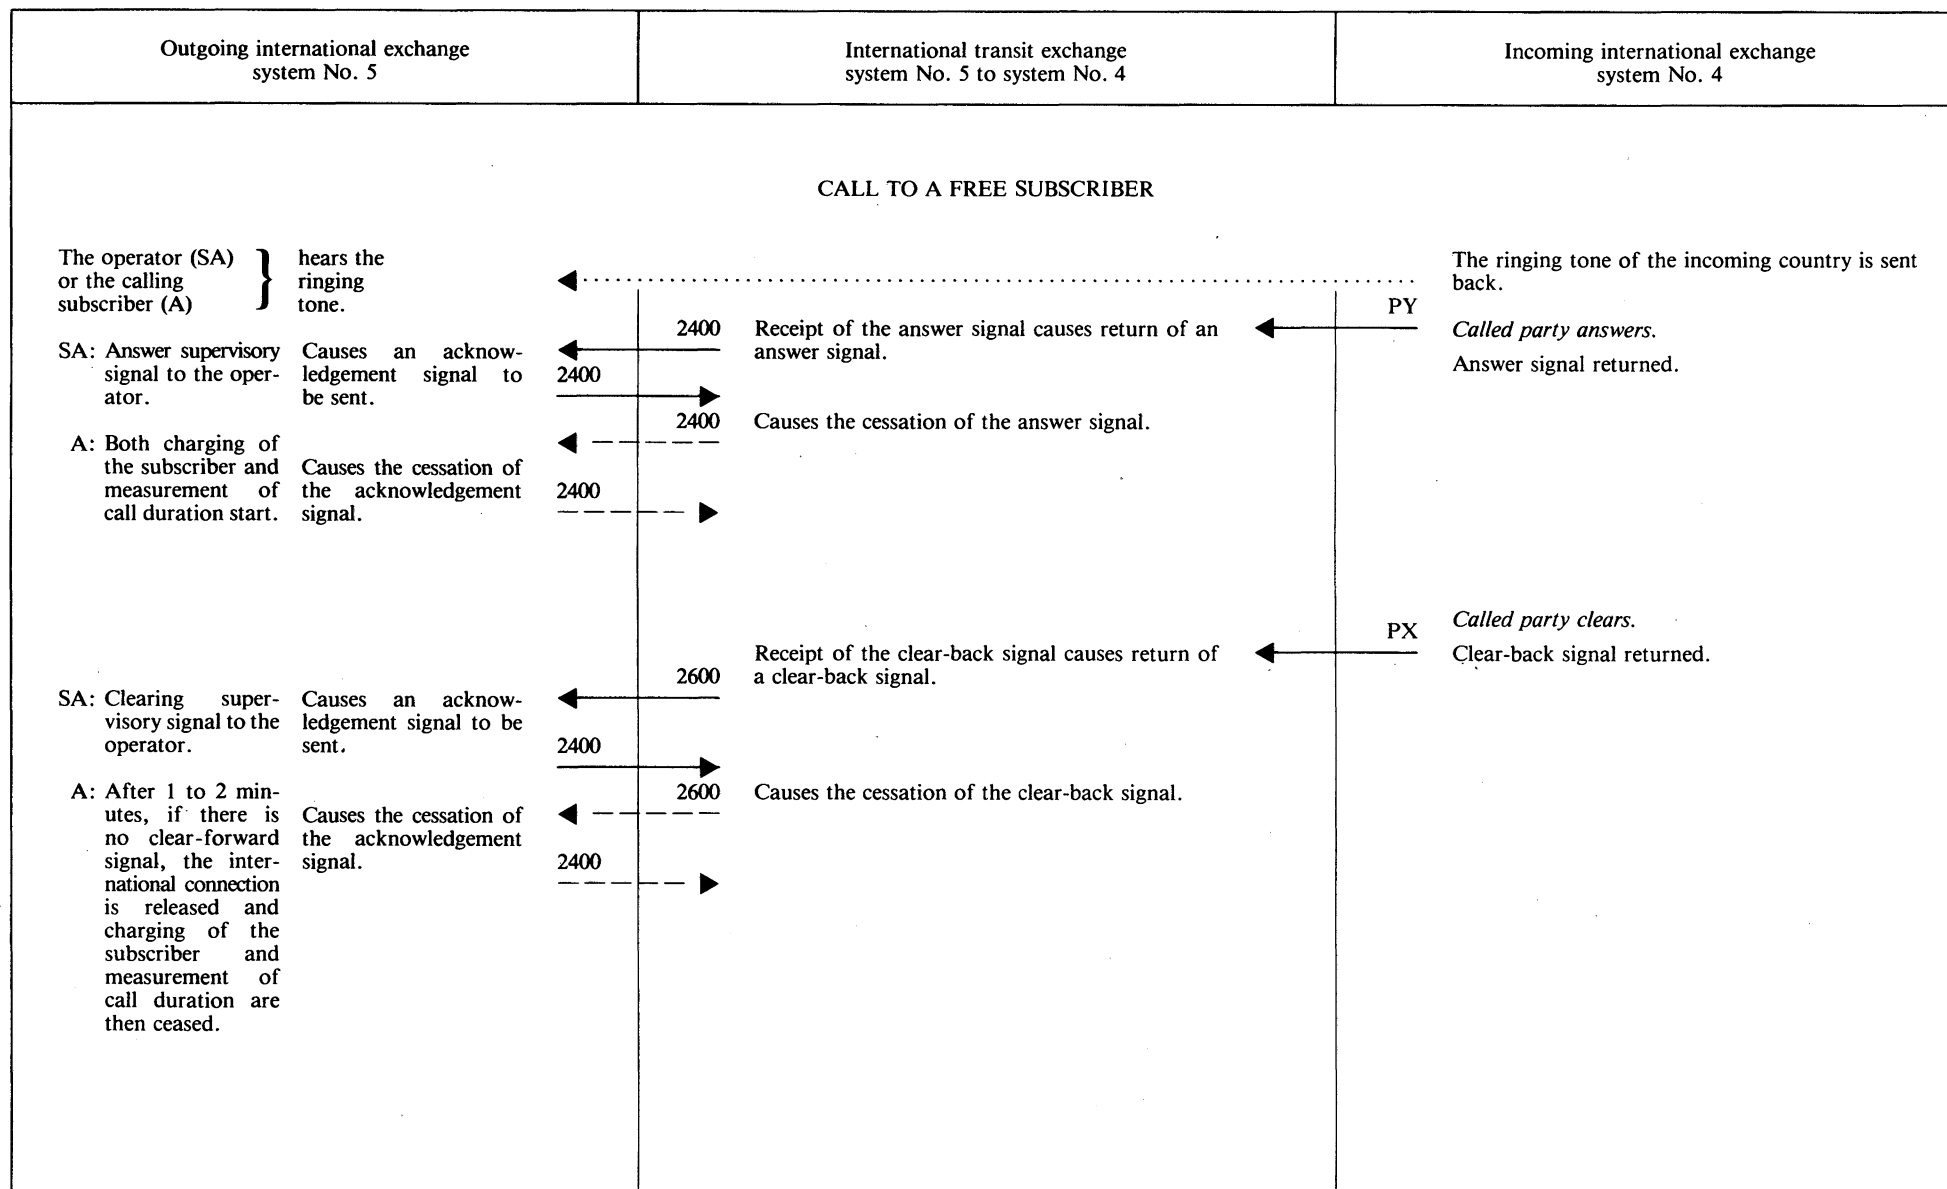 Outgoing international exchange
system No. 5
International transit exchange
system No. 5 to system No. 4
Incoming international exchange
system No. 4
CALL TO A FREE SUBSCRIBER
The operator (SA)
or the calling
subscriber (A)
hears the
ringing
tone.
The ringing tone of the incoming country is sent
back.
PY
Called party answers.
Answer signal returned.
2400
Receipt of the answer signal causes return of an
answer signal.
SA: Answer supervisory
signal to the oper-
ator.
Causes an acknow-
ledgement signal to
be sent.
2400
2400
Causes the cessation of the answer signal.
A: Both charging of
the subscriber and
measurement of
call duration start.
Causes the cessation of
the acknowledgement
signal.
2400
Called party clears.
PX
Clear-back signal returned.
Receipt of the clear-back signal causes return of
a clear-back signal.
2600
SA: Clearing super-
visory signal to the
operator.
Causes an acknow-
ledgement signal to be
sent.
2400
2600
Causes the cessation of the clear-back signal.
A: After 1 to 2 min-
utes, if there is
no clear-forward
signal, the inter-
national connection
is released and
charging of the
subscriber and
measurement of
call duration are
then ceased.
Causes the cessation of
the acknowledgement
signal.
2400